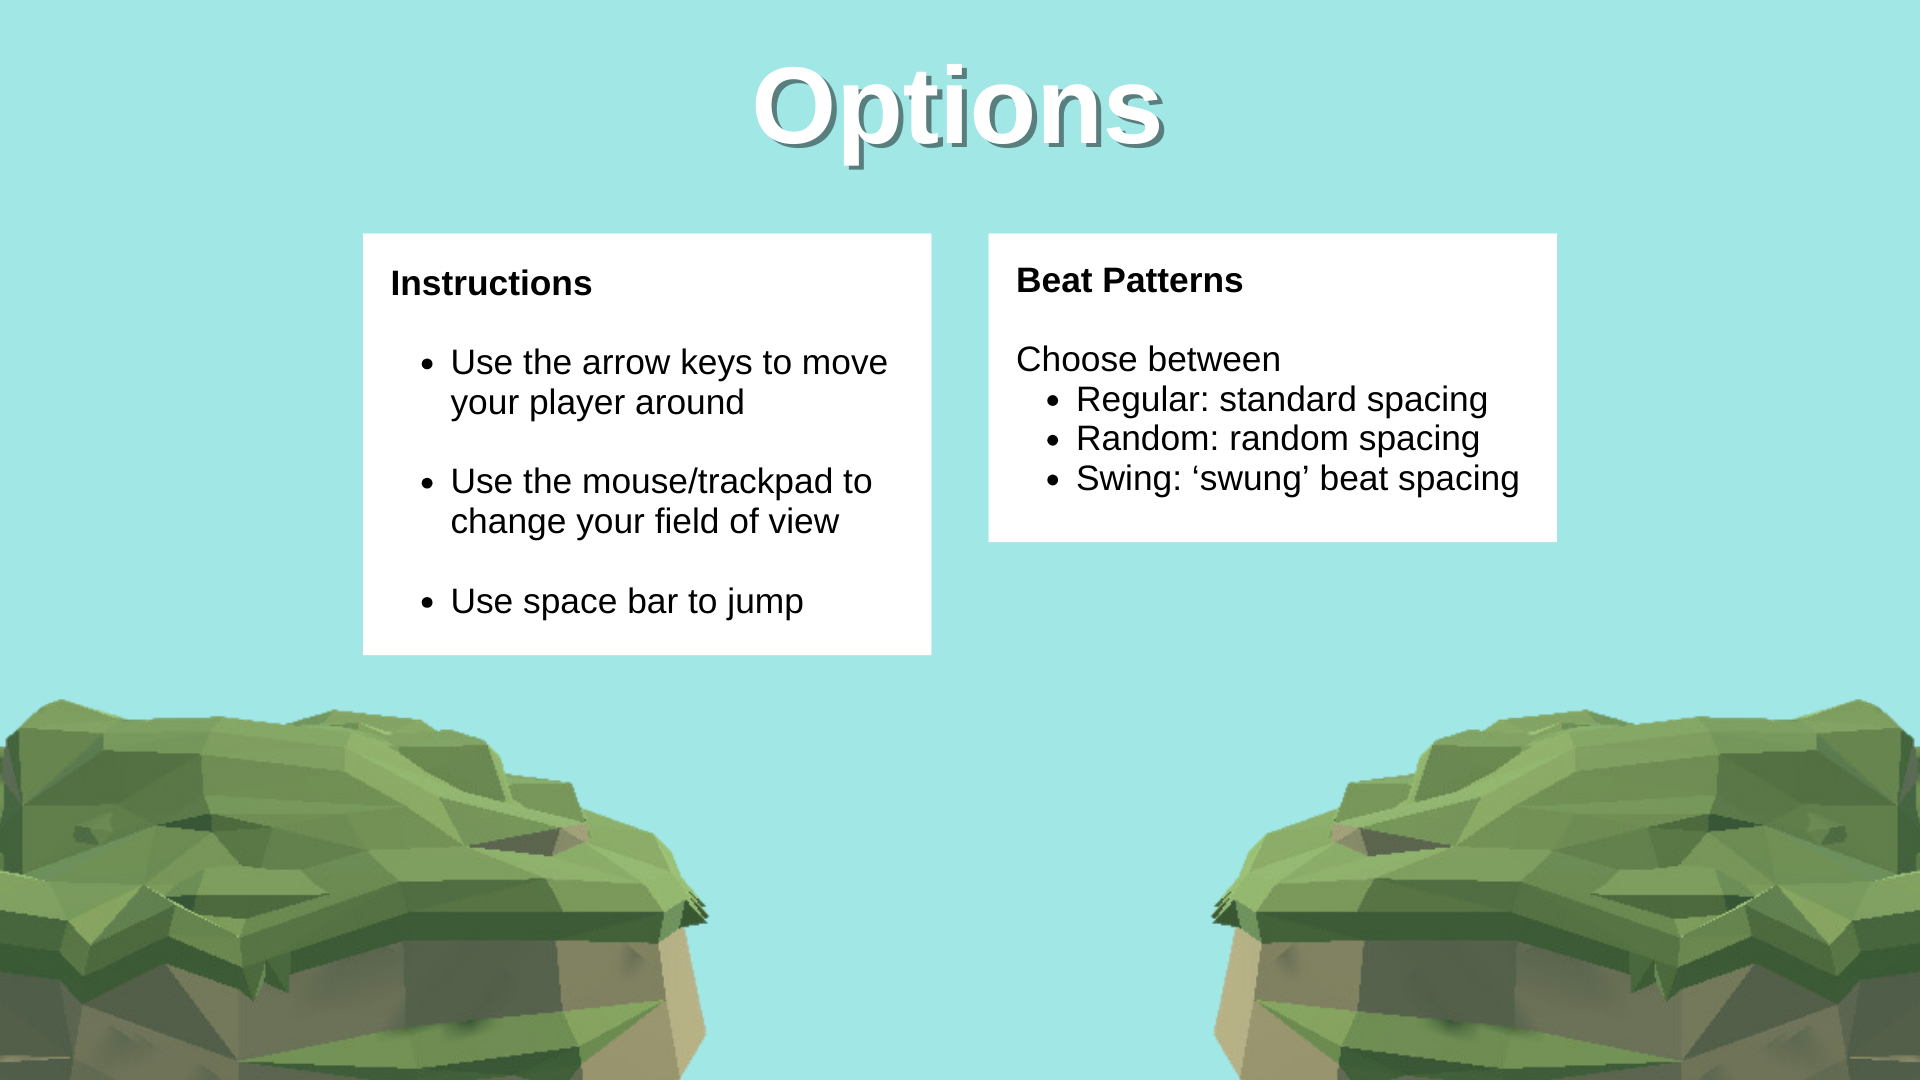 Options
Instructions
• Use the arrow keys to move
your player around
• Use the mouse/trackpad to
change your field of view
• Use space bar to jump
Beat Patterns
Choose between
• Regular: standard spacing
• Random: random spacing
• Swing: ‘swung’ beat spacing